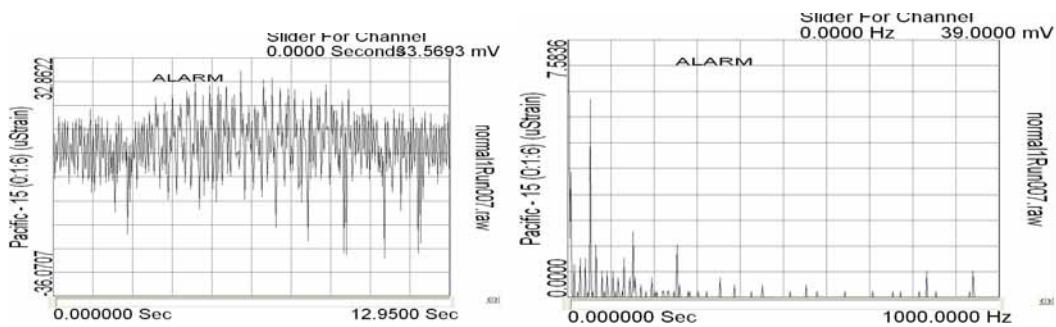 Slider For Channel
0.0000 Seconds 33.5693 mV
32.8622
ALARM
Pacific - 15 (0:1:6) (uStrain)
-36.0707
normal1Run007.raw
0.000000 Sec
12.9500 Sec
Slider For Channel
0.0000 Hz 39.0000 mV
7.5836
ALARM
Pacific - 15 (0:1:6) (uStrain)
0.0000
normal1Run007.raw
0.000000 Sec
1000.0000 Hz